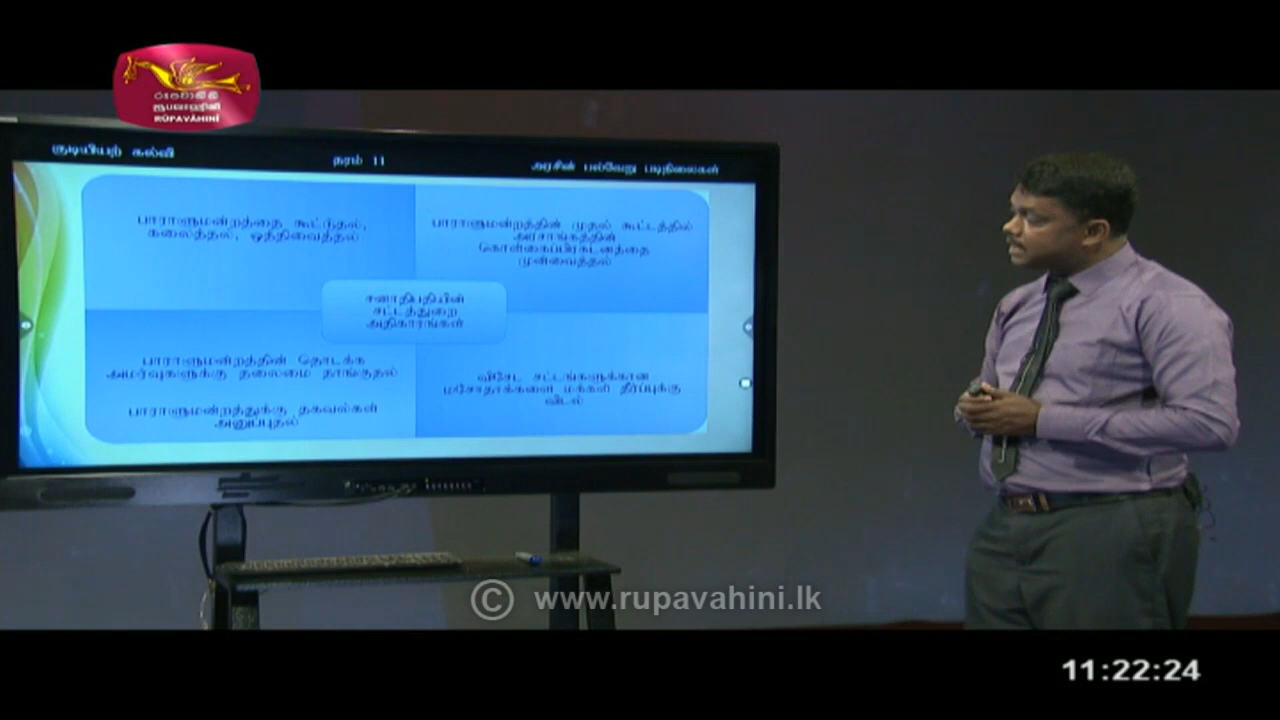 රූපවාහිනී
ரூபவாஹினி
RŪPAVĀHINĪ
குடியியற் கல்வி
தரம் 11
அரசின் பல்வேறு படிநிலைகள்
பாராளுமன்றத்தை கூட்டுதல்,
கலைத்தல், ஒத்திவைத்தல்
பாராளுமன்றத்தின் முதல் கூட்டத்தில்
அரசாங்கத்தின்
கொள்கைப்பிரகடனத்தை
முன்வைத்தல்
சனாதிபதியின்
சட்டத்துறை
அதிகாரங்கள்
பாராளுமன்றத்தின் தொடக்க
அமர்வுகளுக்கு தலைமை தாங்குதல்
பாராளுமன்றத்துக்கு தகவல்கள்
அனுப்புதல்
விசேட சட்டங்களுக்கான
மசோதாக்களை மக்கள் தீர்ப்புக்கு
விடல்
© www.rupavahini.lk
11:22:24